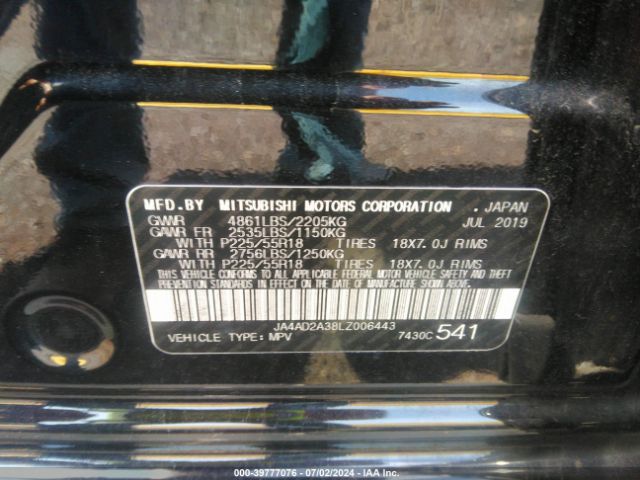 MFD.BY MITSUBISHI MOTORS CORPORATION . JAPAN
GVWR 4861LBS/2205KG JUL 2019
GAWR FR 2535LBS/1150KG
WITH P225/55R18 TIRES 18X7.0J RIMS
GAWR RR 2756LBS/1250KG
WITH P225/55R18 TIRES 18X7.0J RIMS
THIS VEHICLE CONFORMS TO ALL APPLICABLE FEDERAL MOTOR VEHICLE SAFETY AND THEFT
PREVENTION STANDARDS IN EFFECT ON THE DATE OF MANUFACTURE SHOWN ABOVE.
JA4AD2A38LZ006443
VEHICLE TYPE: MPV 7430C 541
000-39777076 - 07/02/2024 - IAA Inc.